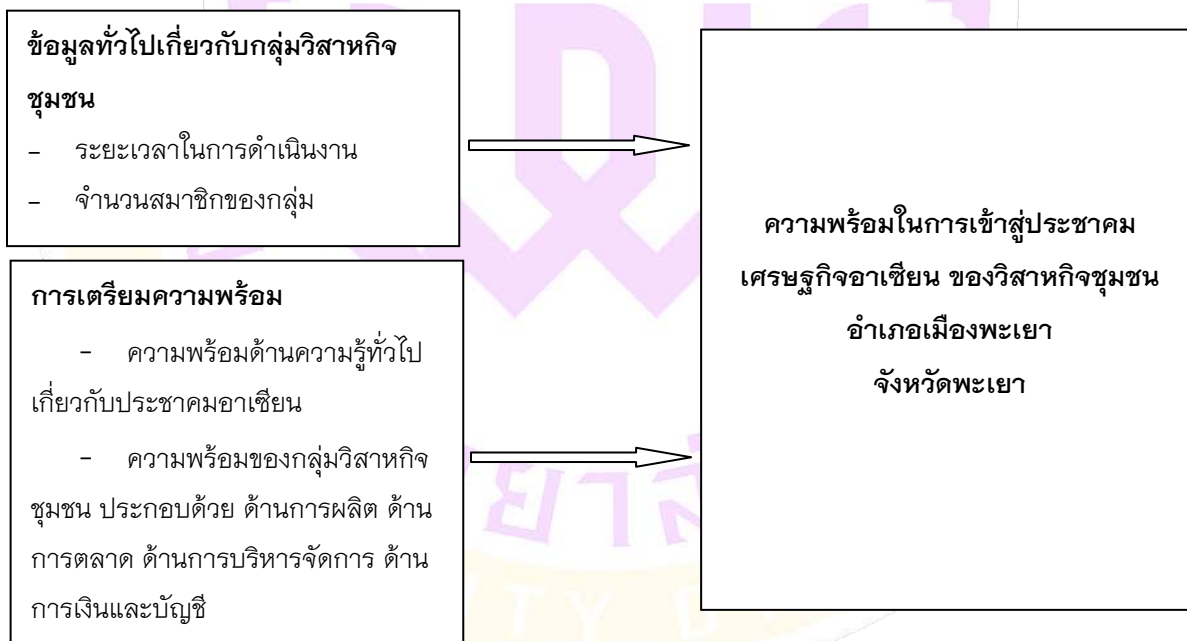 ข้อมูลทั่วไปเกี่ยวกับกลุ่มวิสาหกิจ
ชุมชน
- ระยะเวลาในการดำเนินงาน
- จำนวนสมาชิกของกลุ่ม
การเตรียมความพร้อม
- ความพร้อมด้านความรู้ทั่วไป
เกี่ยวกับประชาคมอาเซียน
- ความพร้อมของกลุ่มวิสาหกิจ
ชุมชน ประกอบด้วย ด้านการผลิต ด้าน
การตลาด ด้านการบริหารจัดการ ด้าน
การเงินและบัญชี
ความพร้อมในการเข้าสู่ประชาคม
เศรษฐกิจอาเซียน ของวิสาหกิจชุมชน
อำเภอเมืองพะเยา
จังหวัดพะเยา